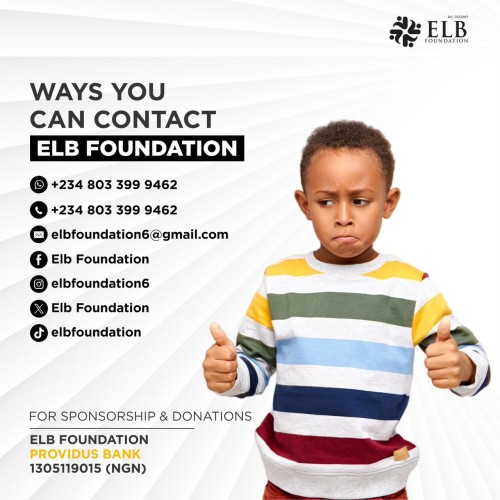 ELB
FOUNDATION
WAYS YOU
CAN CONTACT
ELB FOUNDATION
+234 803 399 9462
+234 803 399 9462
elbfoundation6@gmail.com
Elb Foundation
elbfoundation6
Elb Foundation
elbfoundation
FOR SPONSORSHIP & DONATIONS
ELB FOUNDATION
PROVIDUS BANK
1305119015 (NGN)